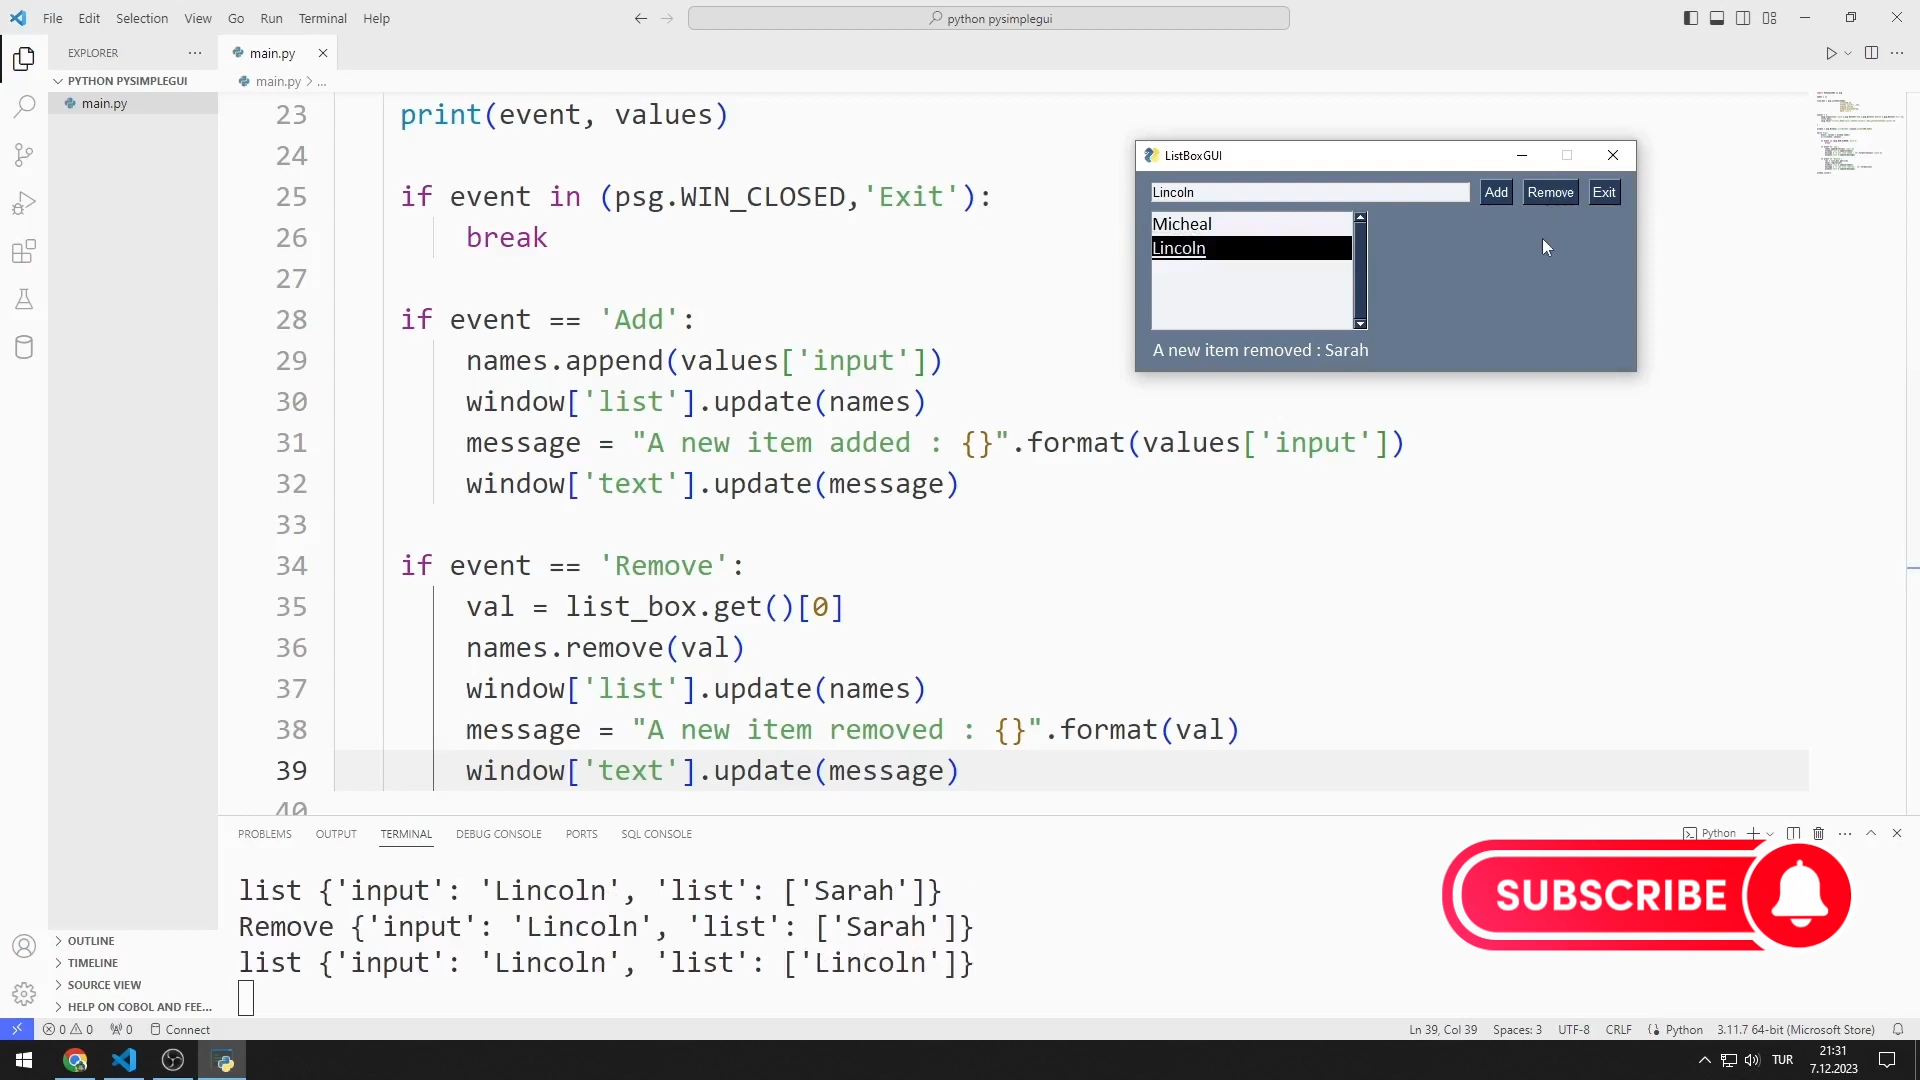 File Edit Selection View Go Run Terminal Help
python pysimplegui
EXPLORER
PYTHON PYSIMPLEGUI
main.py
main.py
main.py > ...
23 print(event, values)
24
25 if event in (psg.WIN_CLOSED,'Exit'):
26 break
27
28 if event == 'Add':
29 names.append(values['input'])
30 window['list'].update(names)
31 message = "A new item added : {}".format(values['input'])
32 window['text'].update(message)
33
34 if event == 'Remove':
35 val = list_box.get()[0]
36 names.remove(val)
37 window['list'].update(names)
38 message = "A new item removed : {}".format(val)
39 window['text'].update(message)
40
ListBoxGUI
Lincoln
Add Remove Exit
Micheal
Lincoln
A new item removed : Sarah
PROBLEMS OUTPUT TERMINAL DEBUG CONSOLE PORTS SQL CONSOLE
Python
list {'input': 'Lincoln', 'list': ['Sarah']}
Remove {'input': 'Lincoln', 'list': ['Sarah']}
list {'input': 'Lincoln', 'list': ['Lincoln']}
SUBSCRIBE
OUTLINE
TIMELINE
SOURCE VIEW
HELP ON COBOL AND FEE...
0 0 0 Connect
Ln 39, Col 39 Spaces: 3 UTF-8 CRLF Python 3.11.7 64-bit (Microsoft Store)
TUR
21:31
7.12.2023